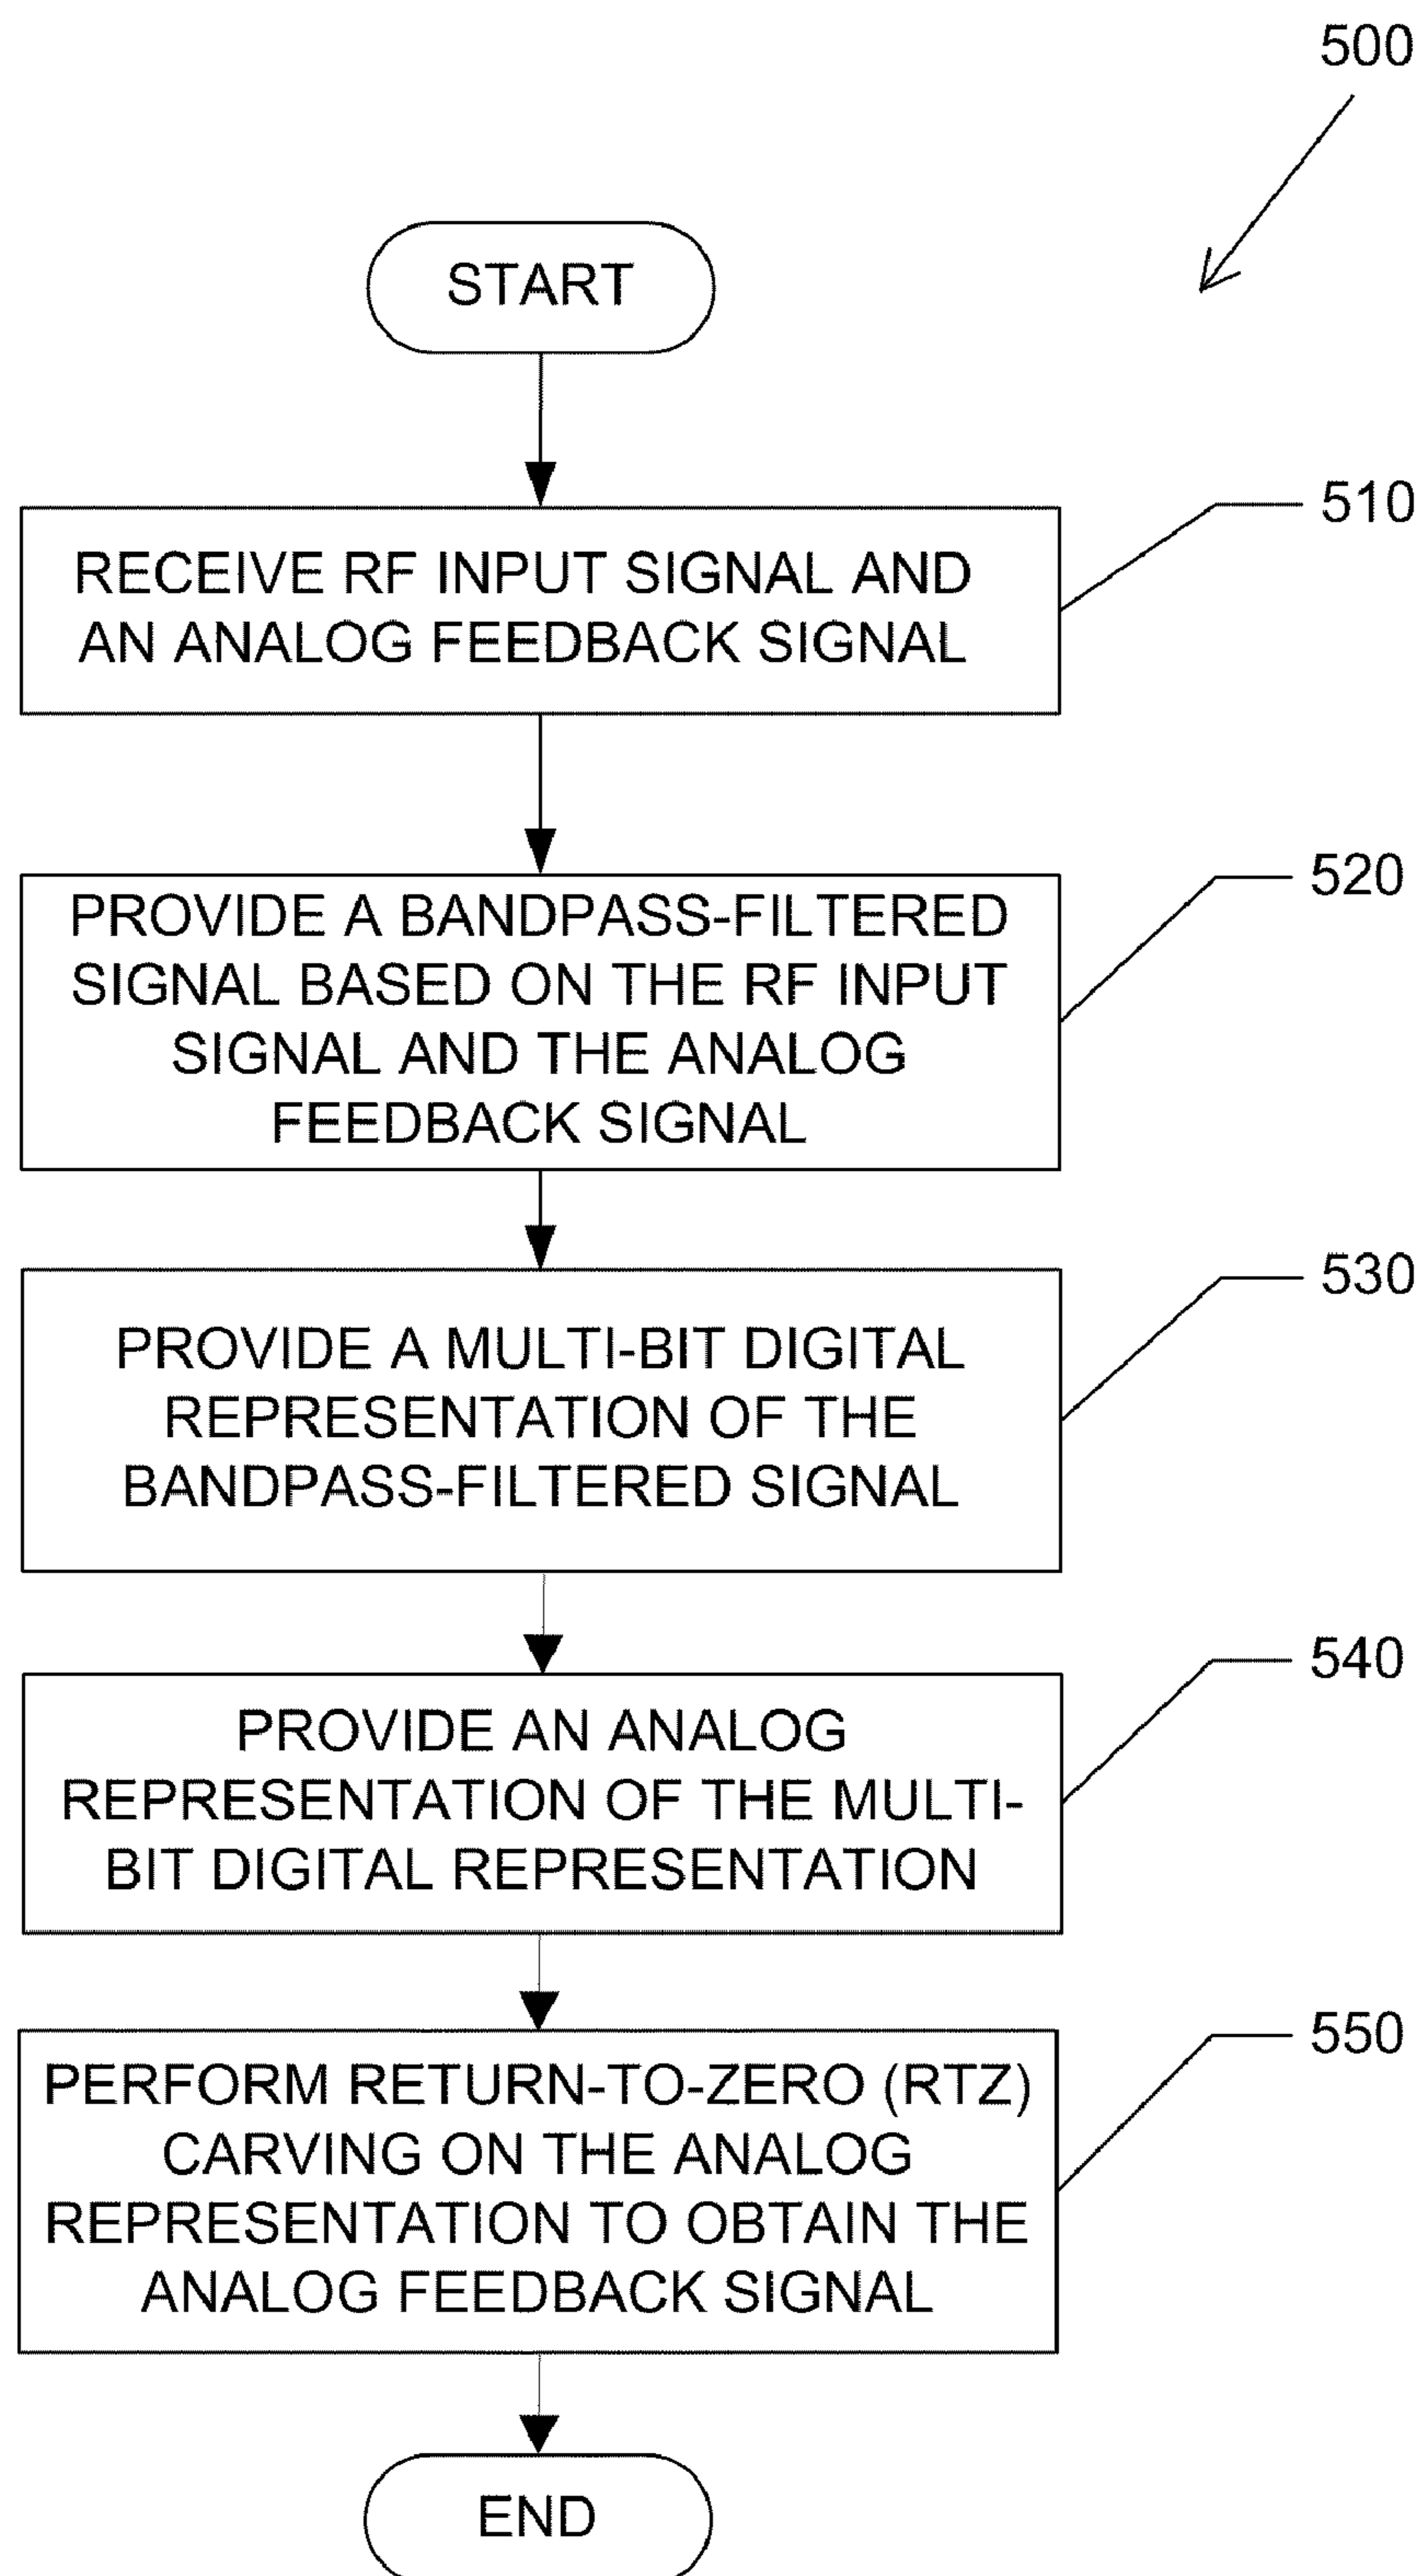 500
START
510
RECEIVE RF INPUT SIGNAL AND
AN ANALOG FEEDBACK SIGNAL
520
PROVIDE A BANDPASS-FILTERED
SIGNAL BASED ON THE RF INPUT
SIGNAL AND THE ANALOG
FEEDBACK SIGNAL
530
PROVIDE A MULTI-BIT DIGITAL
REPRESENTATION OF THE
BANDPASS-FILTERED SIGNAL
540
PROVIDE AN ANALOG
REPRESENTATION OF THE MULTI-
BIT DIGITAL REPRESENTATION
550
PERFORM RETURN-TO-ZERO (RTZ)
CARVING ON THE ANALOG
REPRESENTATION TO OBTAIN THE
ANALOG FEEDBACK SIGNAL
END